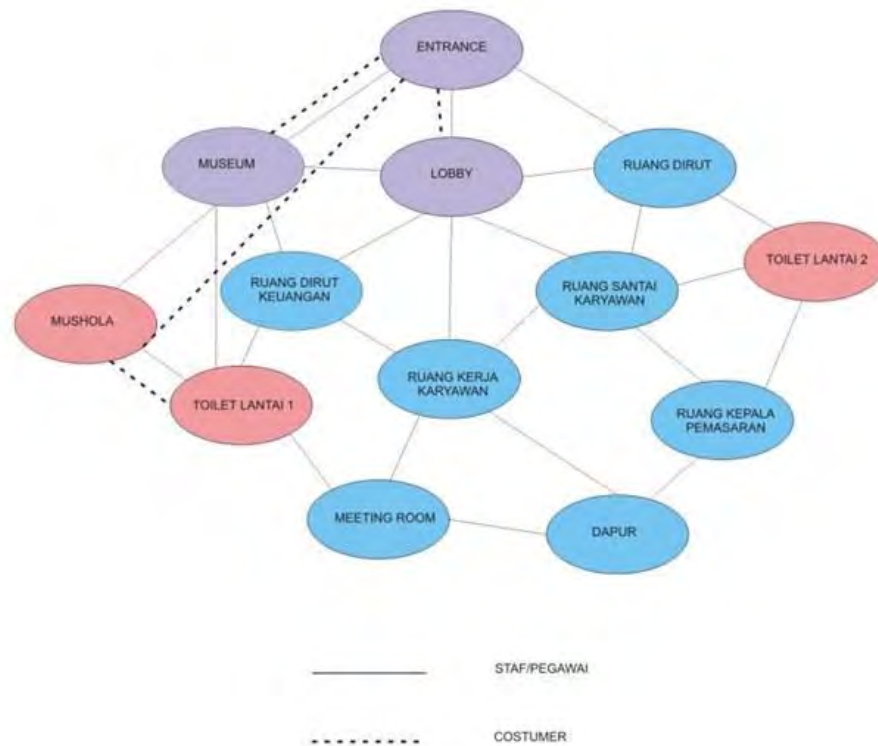 ENTRANCE
MUSEUM
LOBBY
RUANG DIRUT
RUANG DIRUT
KEUANGAN
RUANG SANTAI
KARYAWAN
TOILET LANTAI 2
MUSHOLA
TOILET LANTAI 1
RUANG KERJA
KARYAWAN
RUANG KEPALA
PEMASARAN
MEETING ROOM
DAPUR
STAF/PEGAWAI
COSTUMER